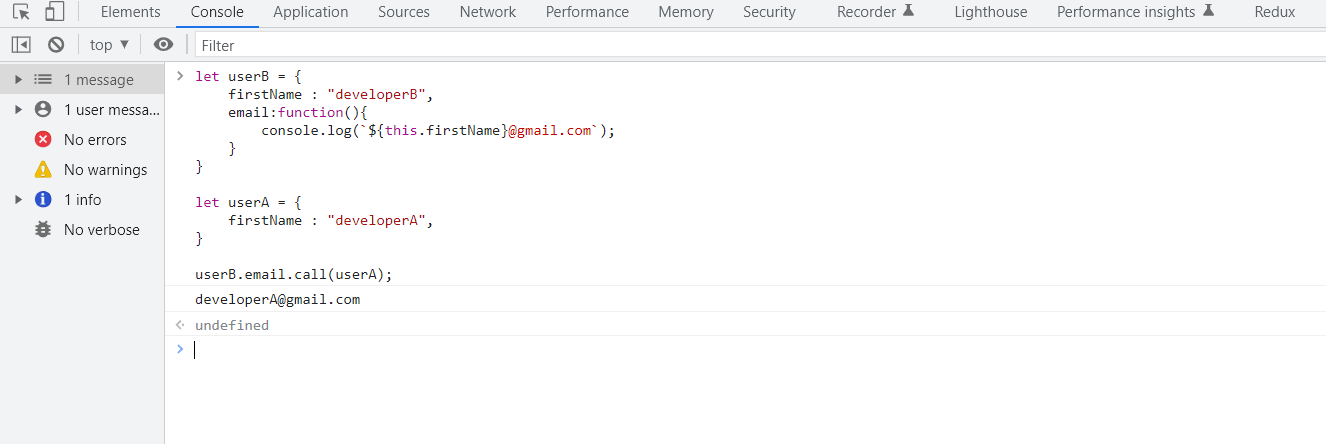 Elements Console Application Sources Network Performance Memory Security Recorder Lighthouse Performance insights Redux
top ▼ Filter
1 message
1 user messa...
No errors
No warnings
1 info
No verbose
> let userB = {
    firstName : "developerB",
    email:function(){
        console.log(`${this.firstName}@gmail.com`);
    }
}

let userA = {
    firstName : "developerA",
}

userB.email.call(userA);
developerA@gmail.com
undefined
>